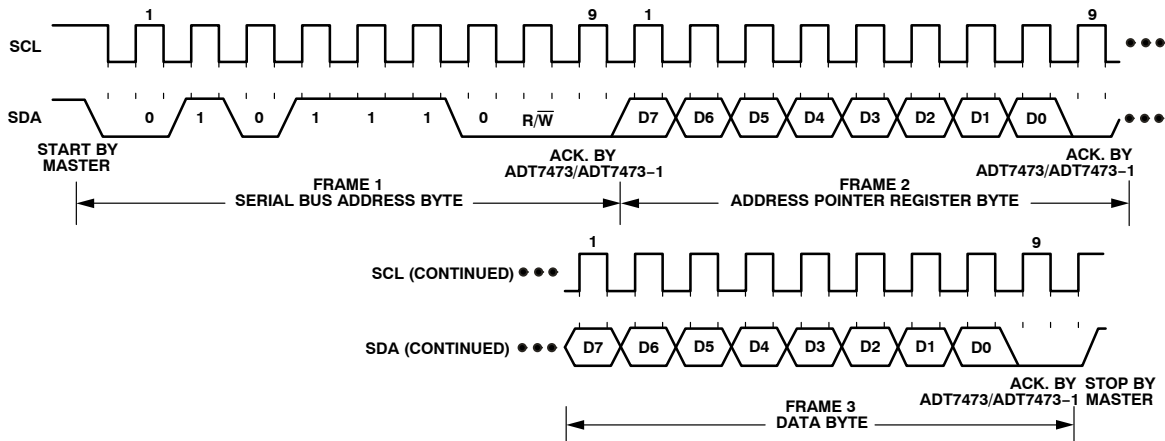 1 9 1 9
SCL
SDA
0 1 0 1 1 1 0 R/W̅ D7 D6 D5 D4 D3 D2 D1 D0
START BY
MASTER
ACK. BY
ADT7473/ADT7473–1
ACK. BY
ADT7473/ADT7473–1
FRAME 1
SERIAL BUS ADDRESS BYTE
FRAME 2
ADDRESS POINTER REGISTER BYTE
1 9
SCL (CONTINUED)
SDA (CONTINUED)
D7 D6 D5 D4 D3 D2 D1 D0
ACK. BY
ADT7473/ADT7473–1
STOP BY
MASTER
FRAME 3
DATA BYTE